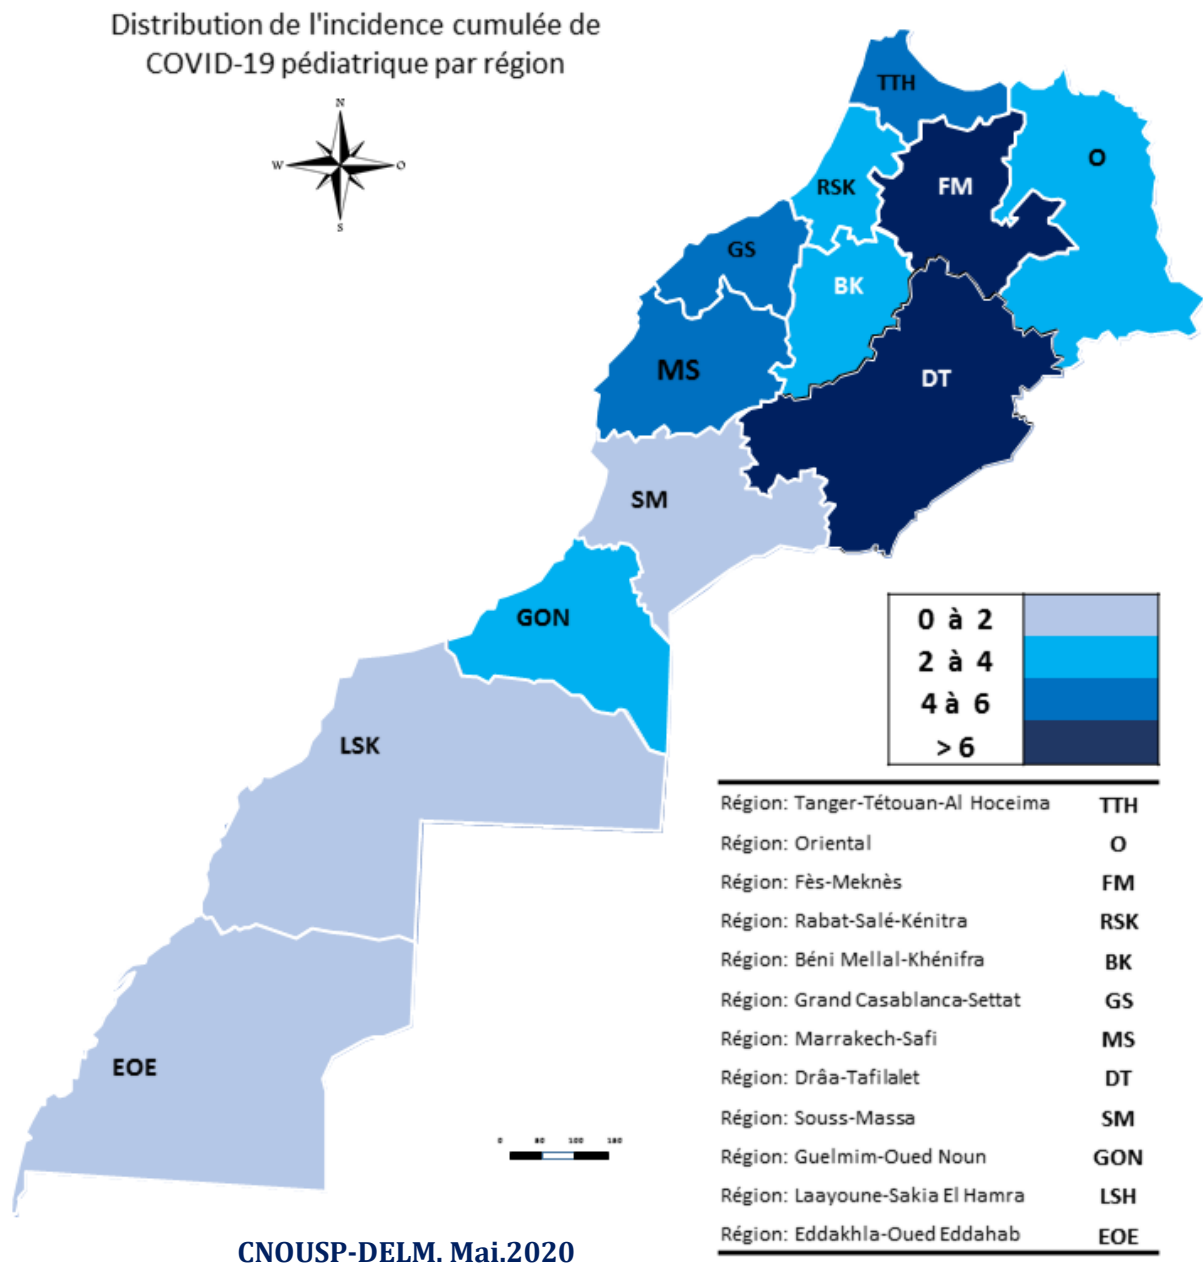 Distribution de l'incidence cumulée de
COVID-19 pédiatrique par région
N
W
O
S
TTH
O
RSK
FM
GS
BK
MS
DT
SM
GON
LSK
EOE
0 à 2
2 à 4
4 à 6
> 6
Région: Tanger-Tétouan-Al Hoceima TTH
Région: Oriental O
Région: Fès-Meknès FM
Région: Rabat-Salé-Kénitra RSK
Région: Béni Mellal-Khénifra BK
Région: Grand Casablanca-Settat GS
Région: Marrakech-Safi MS
Région: Drâa-Tafilalet DT
Région: Souss-Massa SM
Région: Guelmim-Oued Noun GON
Région: Laayoune-Sakia El Hamra LSH
Région: Eddakhla-Oued Eddahab EOE
0 100
CNOUSP-DELM. Mai.2020